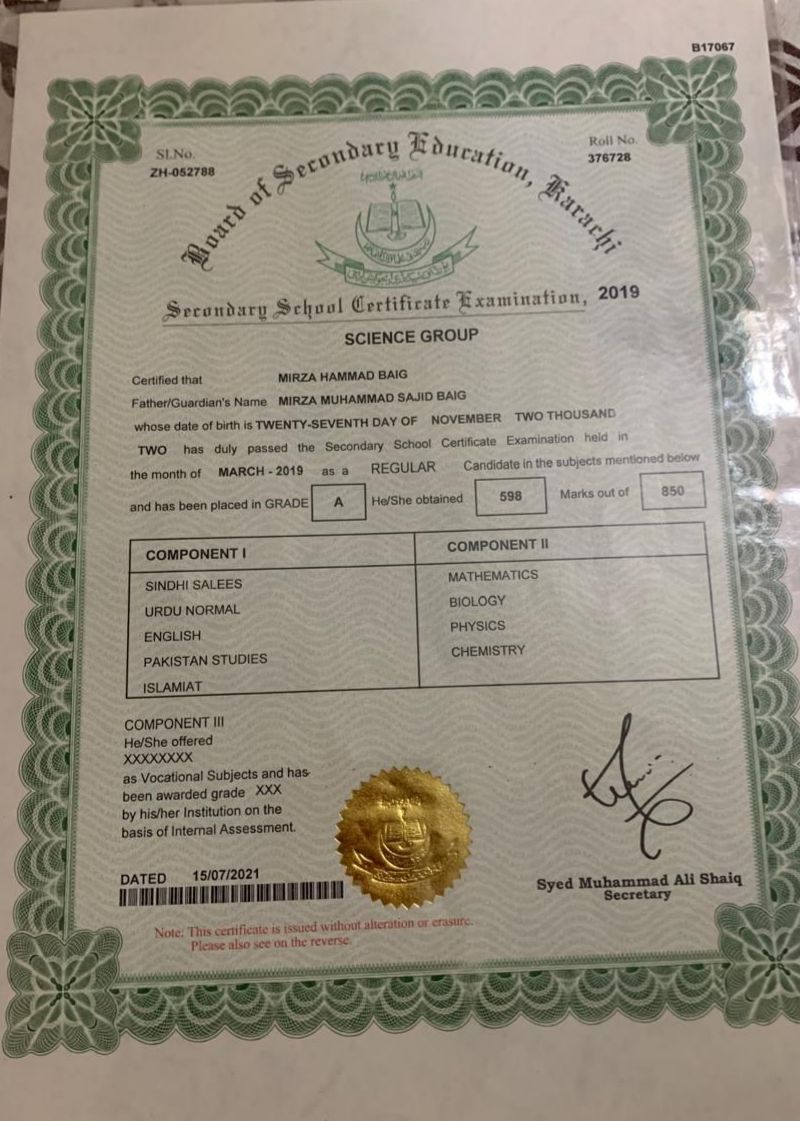 B17067
Sl.No.
ZH-052788
Roll No.
376728
Board of Secondary Education, Karachi
Secondary School Certificate Examination, 2019
SCIENCE GROUP
Certified that MIRZA HAMMAD BAIG
Father/Guardian's Name MIRZA MUHAMMAD SAJID BAIG
whose date of birth is TWENTY-SEVENTH DAY OF NOVEMBER TWO THOUSAND
TWO has duly passed the Secondary School Certificate Examination held in
the month of MARCH - 2019 as a REGULAR Candidate in the subjects mentioned below
and has been placed in GRADE A He/She obtained 598 Marks out of 850
COMPONENT I
SINDHI SALEES
URDU NORMAL
ENGLISH
PAKISTAN STUDIES
ISLAMIAT
COMPONENT II
MATHEMATICS
BIOLOGY
PHYSICS
CHEMISTRY
COMPONENT III
He/She offered
XXXXXXXX
as Vocational Subjects and has
been awarded grade XXX
by his/her Institution on the
basis of Internal Assessment.
DATED 15/07/2021
Syed Muhammad Ali Shaiq
Secretary
Note: This certificate is issued without alteration or erasure.
Please also see on the reverse.